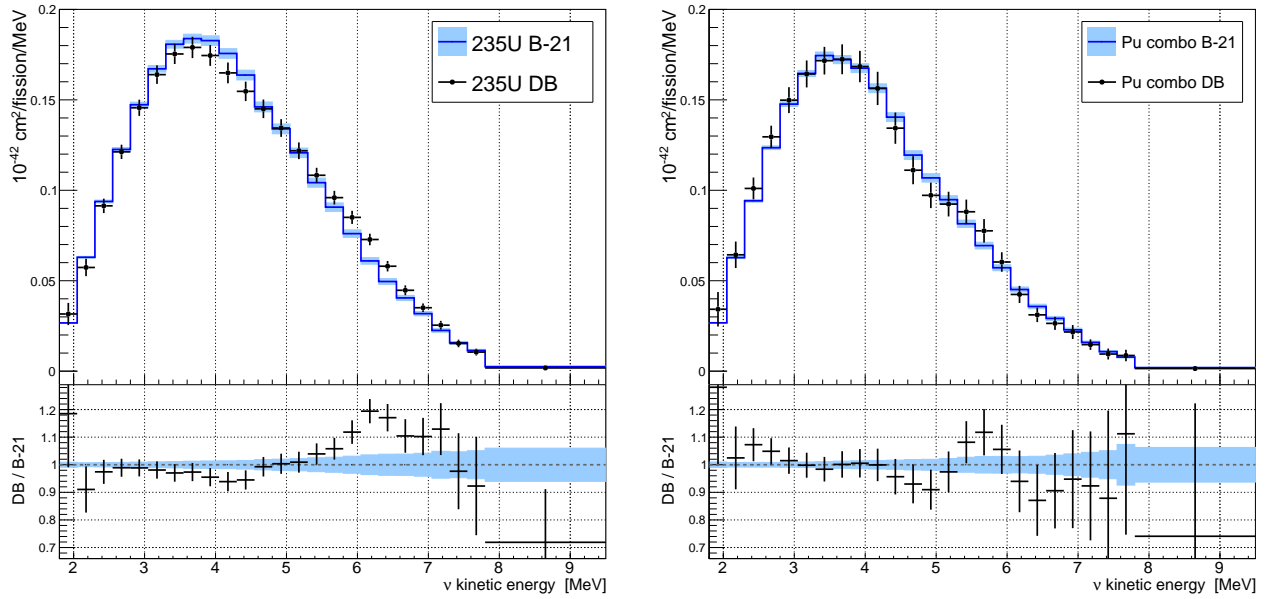 10⁻⁴² cm²/fission/MeV
0.2
0.15
0.1
0.05
0
235U B-21
235U DB
DB / B-21
1.2
1.1
1
0.9
0.8
0.7
2 3 4 5 6 7 8 9
ν kinetic energy [MeV]
10⁻⁴² cm²/fission/MeV
0.2
0.15
0.1
0.05
0
Pu combo B-21
Pu combo DB
DB / B-21
1.2
1.1
1
0.9
0.8
0.7
2 3 4 5 6 7 8 9
ν kinetic energy [MeV]